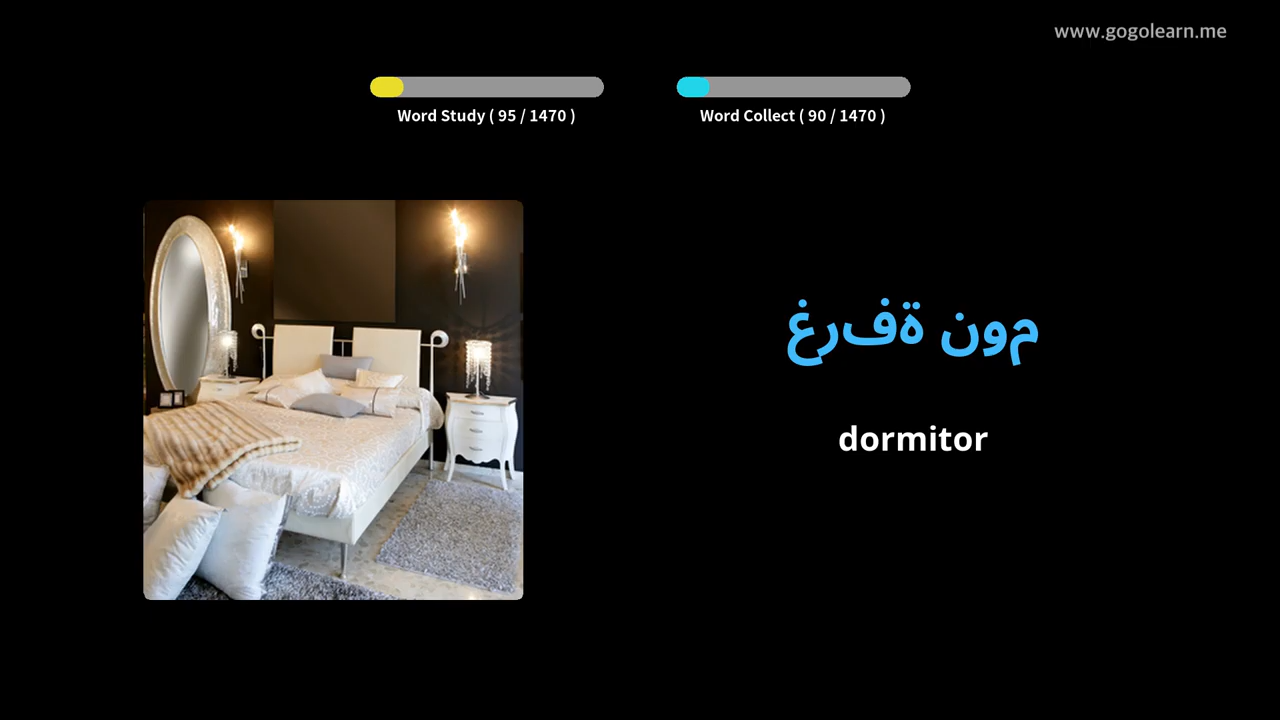 www.gogolearn.me
Word Study ( 95 / 1470 )
Word Collect ( 90 / 1470 )
غرفة نوم
dormitor